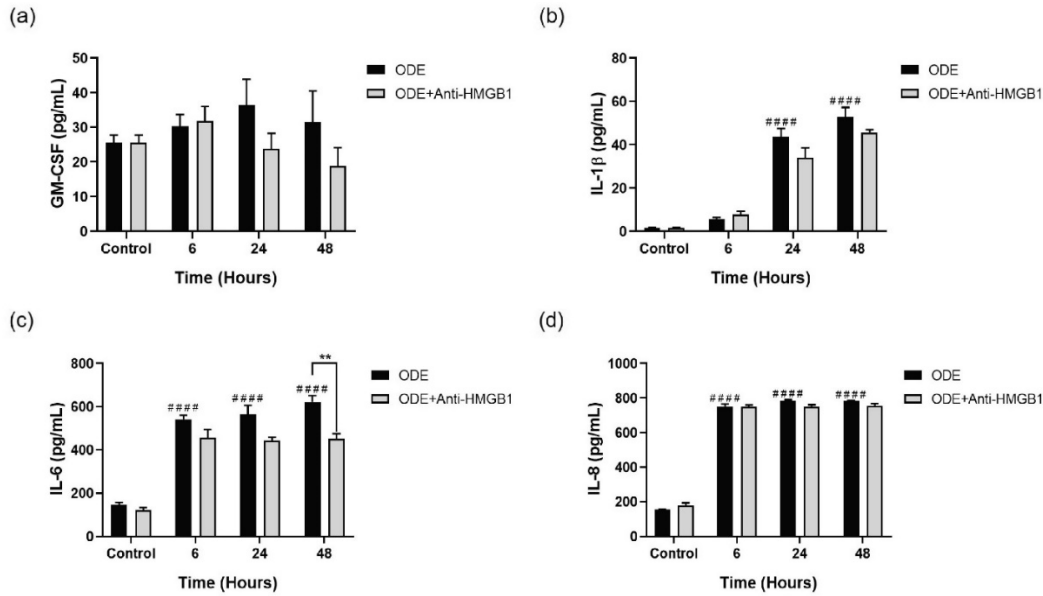 (a)
GM-CSF (pg/mL)
50
40
30
20
10
0
Control 6 24 48
Time (Hours)
ODE
ODE+Anti-HMGB1
(b)
IL-1β (pg/mL)
80
60
40
20
0
####
####
Control 6 24 48
Time (Hours)
ODE
ODE+Anti-HMGB1
(c)
IL-6 (pg/mL)
800
600
400
200
0
**
####
####
####
Control 6 24 48
Time (Hours)
ODE
ODE+Anti-HMGB1
(d)
IL-8 (pg/mL)
1000
800
600
400
200
0
####
####
####
Control 6 24 48
Time (Hours)
ODE
ODE+Anti-HMGB1